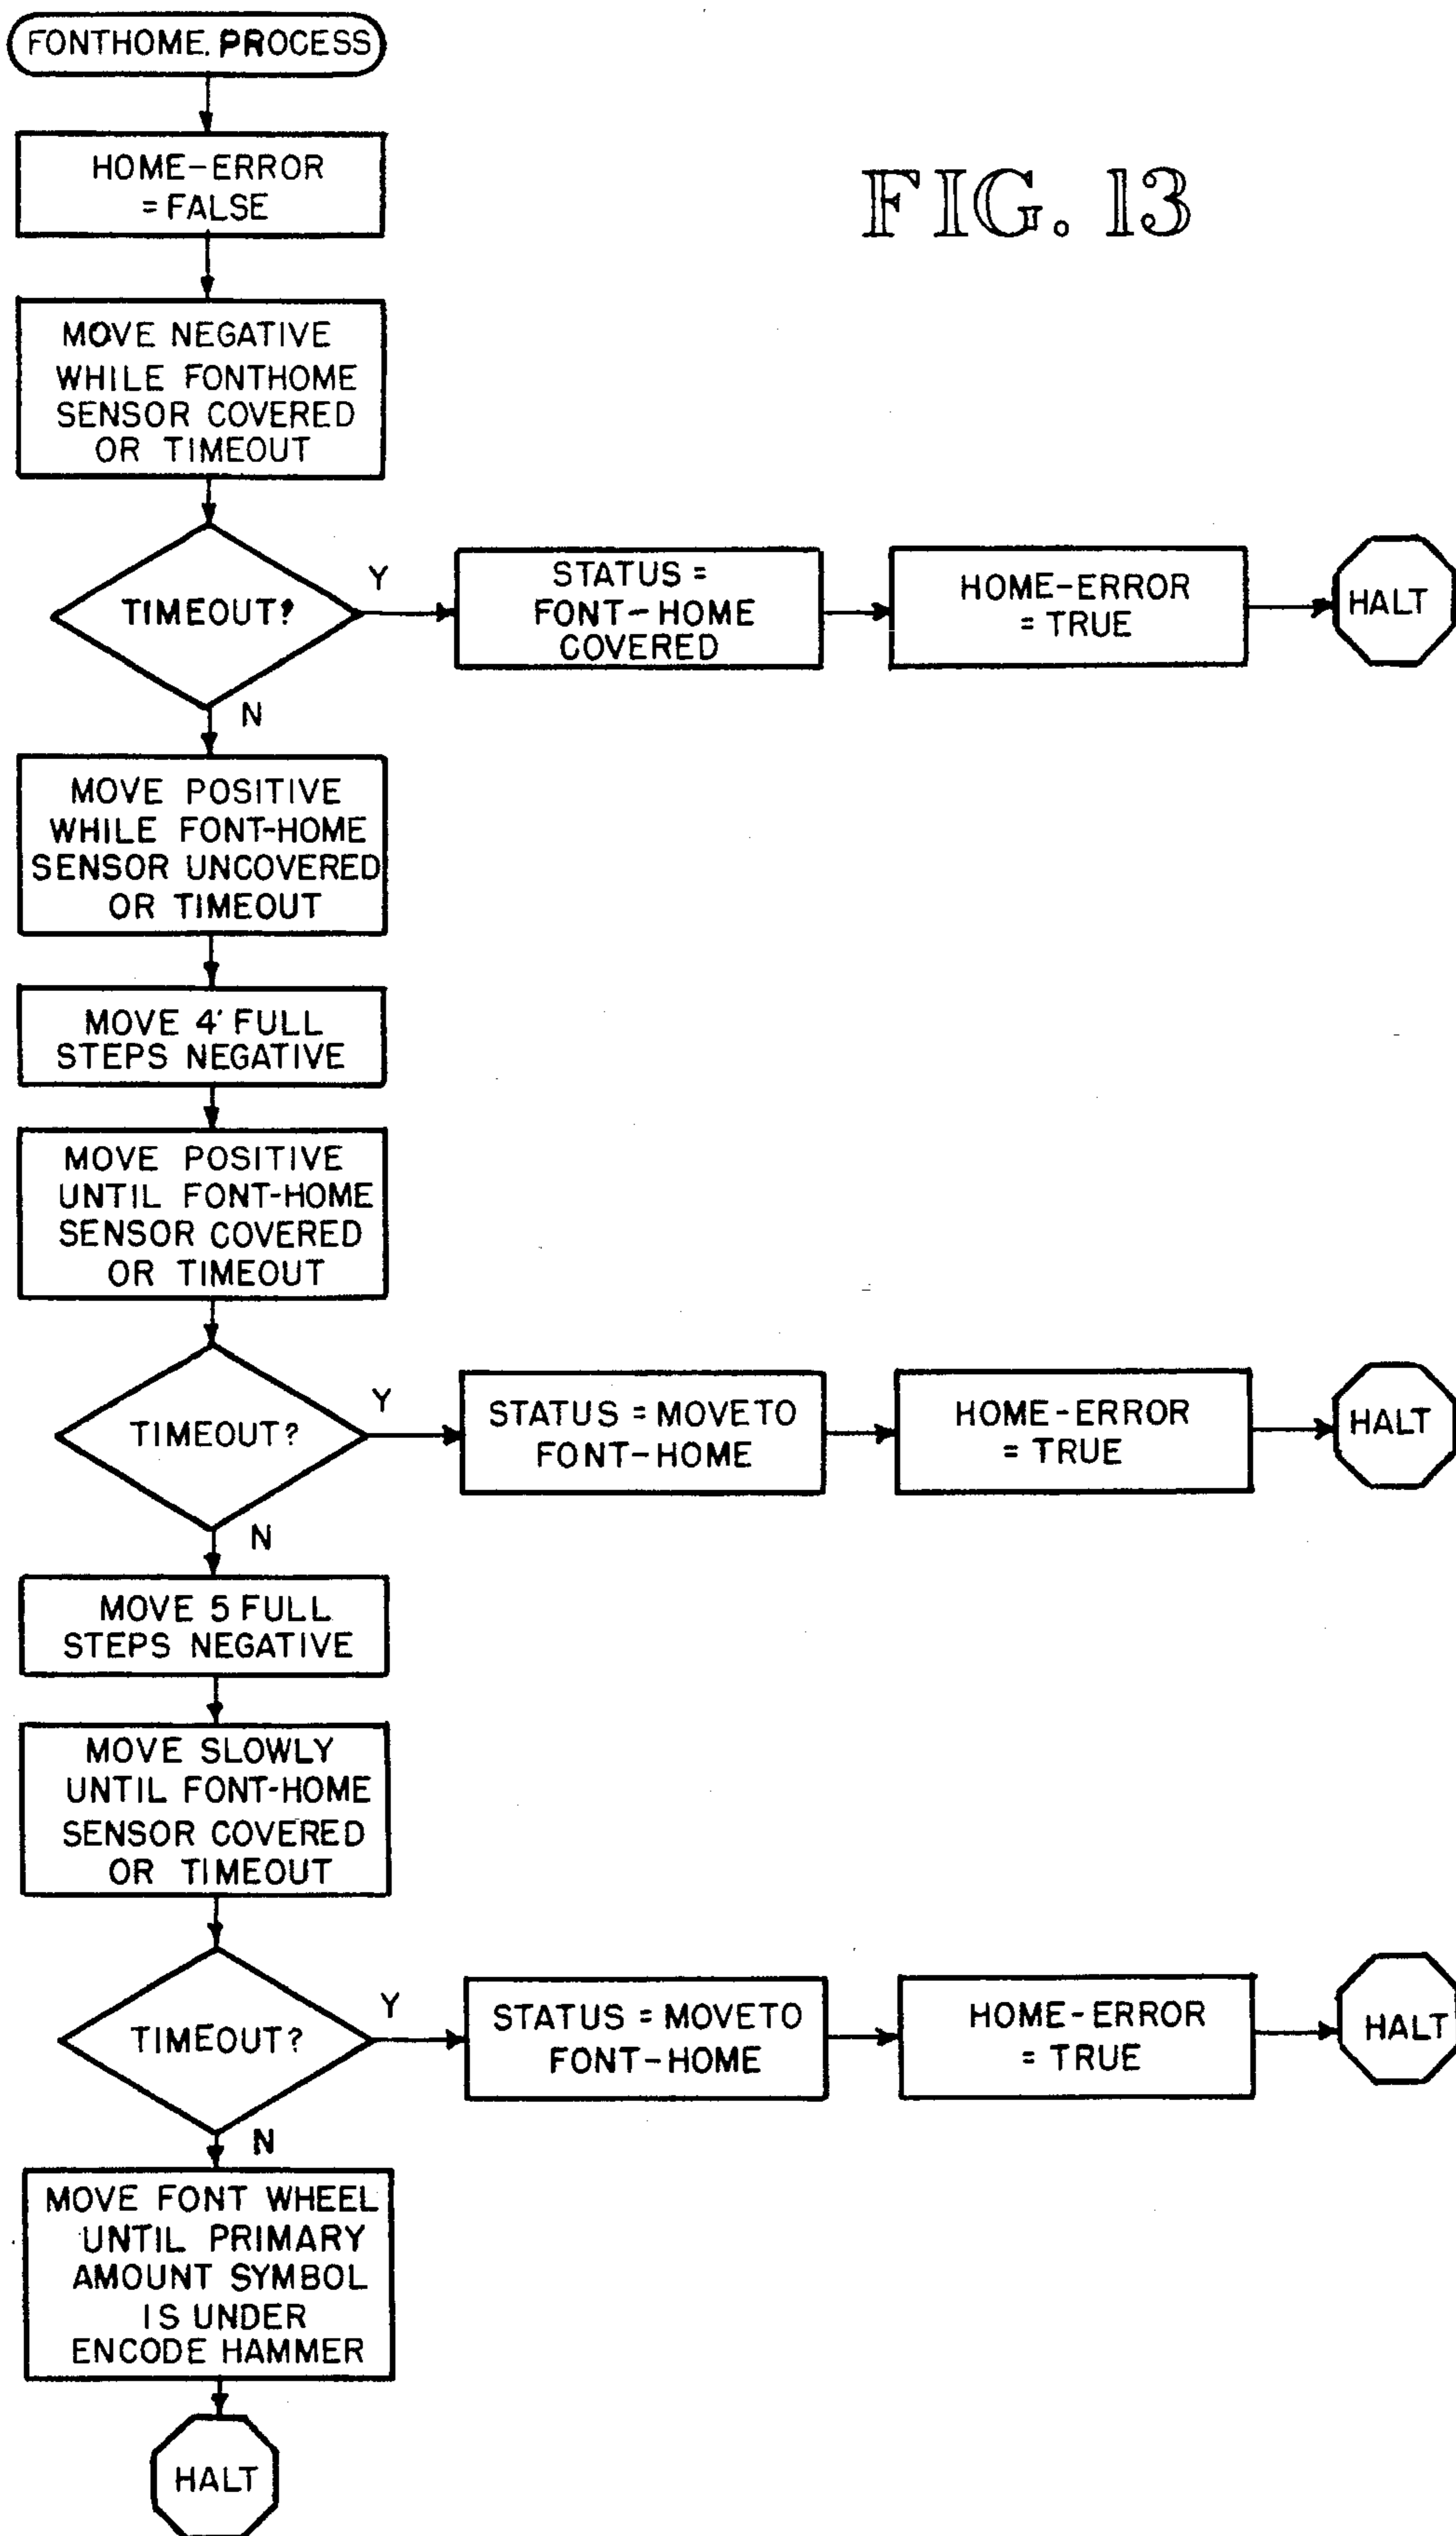 FONTHOME. PROCESS
FIG. 13
HOME-ERROR
= FALSE
MOVE NEGATIVE
WHILE FONTHOME
SENSOR COVERED
OR TIMEOUT
TIMEOUT?
Y
STATUS =
FONT-HOME
COVERED
HOME-ERROR
= TRUE
HALT
N
MOVE POSITIVE
WHILE FONT-HOME
SENSOR UNCOVERED
OR TIMEOUT
MOVE 4' FULL
STEPS NEGATIVE
MOVE POSITIVE
UNTIL FONT-HOME
SENSOR COVERED
OR TIMEOUT
TIMEOUT?
Y
STATUS = MOVETO
FONT-HOME
HOME-ERROR
= TRUE
HALT
N
MOVE 5 FULL
STEPS NEGATIVE
MOVE SLOWLY
UNTIL FONT-HOME
SENSOR COVERED
OR TIMEOUT
TIMEOUT?
Y
STATUS = MOVETO
FONT-HOME
HOME-ERROR
= TRUE
HALT
N
MOVE FONT WHEEL
UNTIL PRIMARY
AMOUNT SYMBOL
IS UNDER
ENCODE HAMMER
HALT